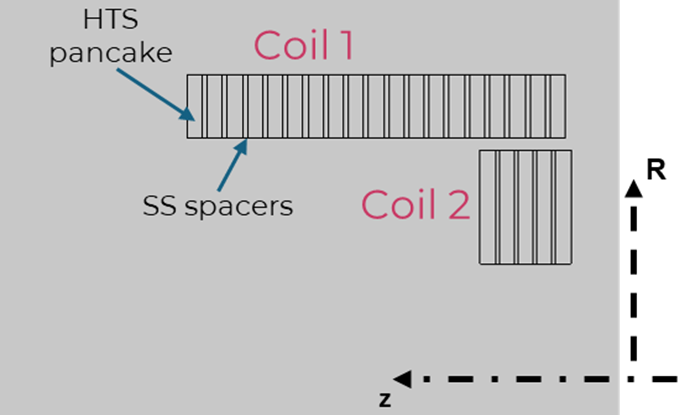 HTS
pancake
Coil 1
SS spacers
Coil 2
R
z